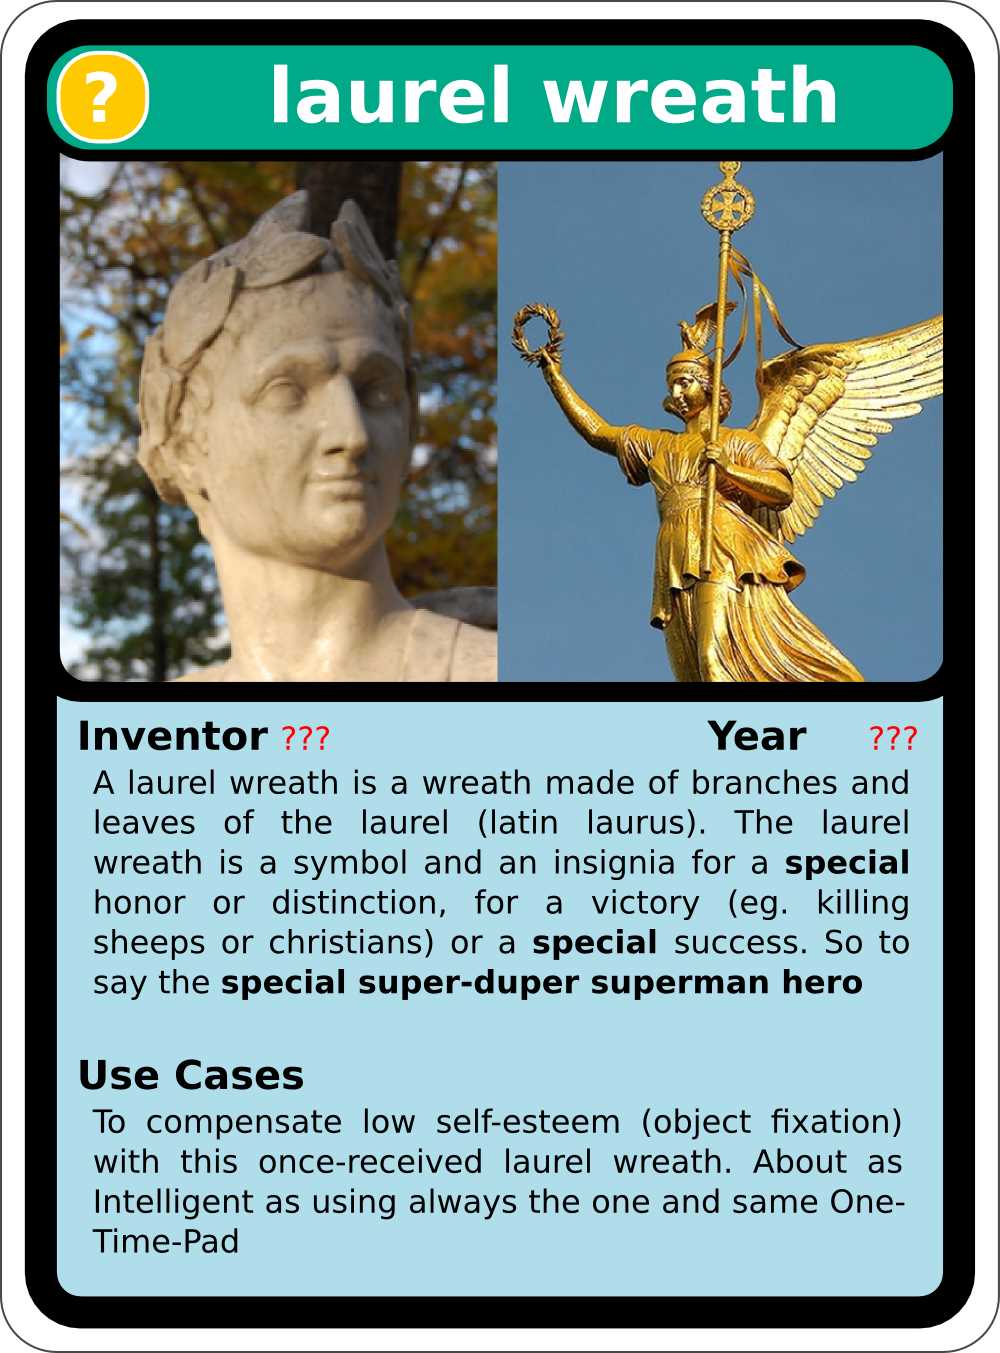 ? laurel wreath
Inventor ??? Year ???
A laurel wreath is a wreath made of branches and
leaves of the laurel (latin laurus). The laurel
wreath is a symbol and an insignia for a special
honor or distinction, for a victory (eg. killing
sheeps or christians) or a special success. So to
say the special super-duper superman hero
Use Cases
To compensate low self-esteem (object fixation)
with this once-received laurel wreath. About as
Intelligent as using always the one and same One-
Time-Pad